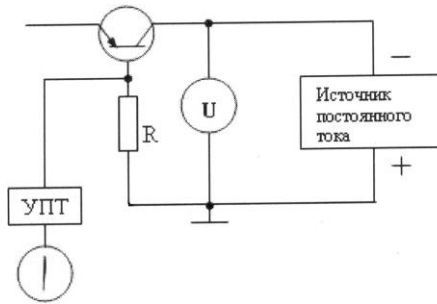 U
−
Источник
постоянного
тока
+
R
УПТ